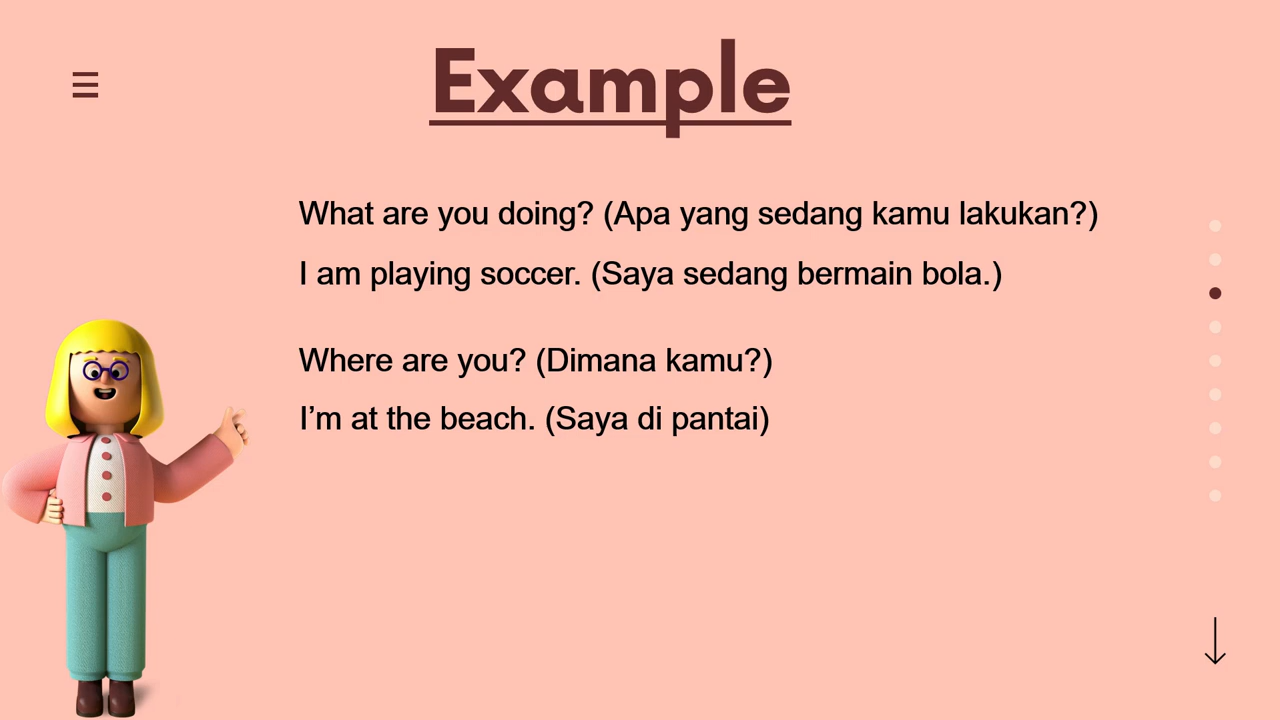 Example
What are you doing? (Apa yang sedang kamu lakukan?)
I am playing soccer. (Saya sedang bermain bola.)
Where are you? (Dimana kamu?)
I’m at the beach. (Saya di pantai)